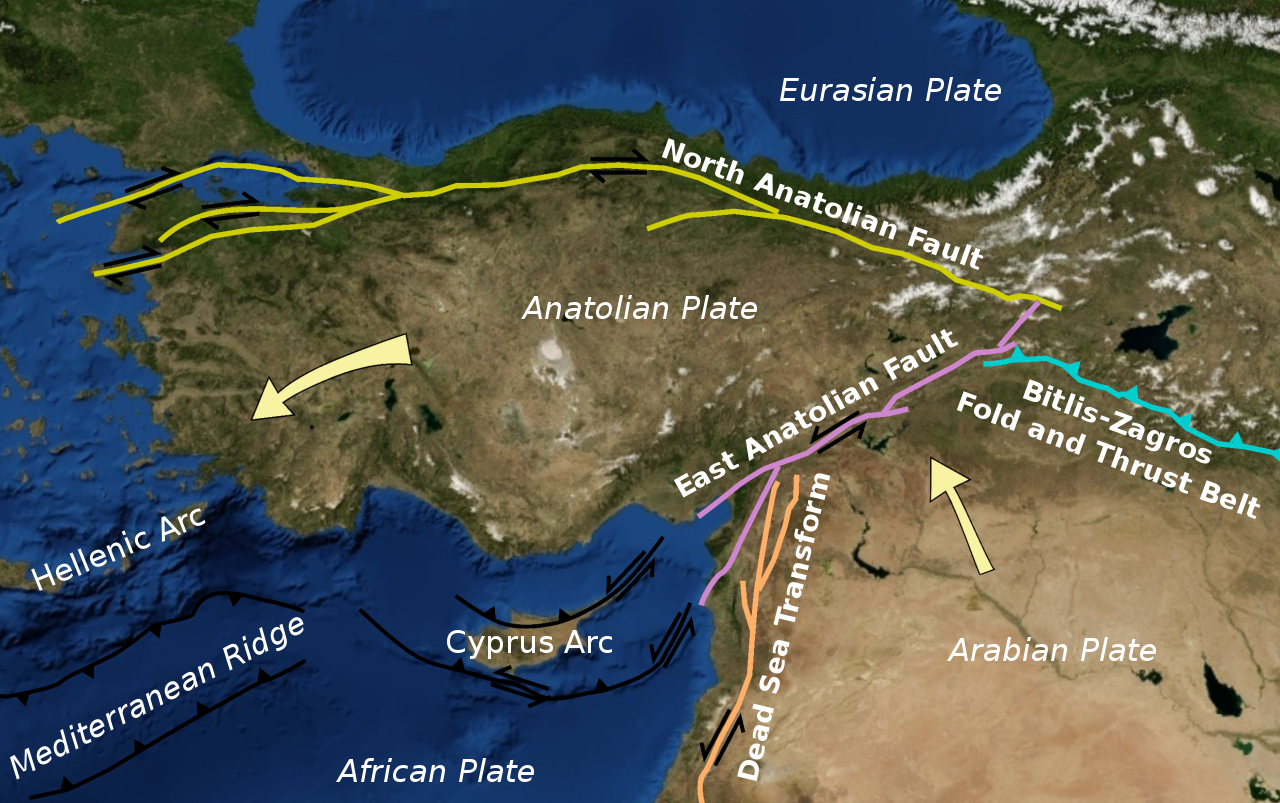 Eurasian Plate
North Anatolian Fault
Anatolian Plate
East Anatolian Fault
Bitlis-Zagros
Fold and Thrust Belt
Hellenic Arc
Dead Sea Transform
Cyprus Arc
Arabian Plate
Mediterranean Ridge
African Plate